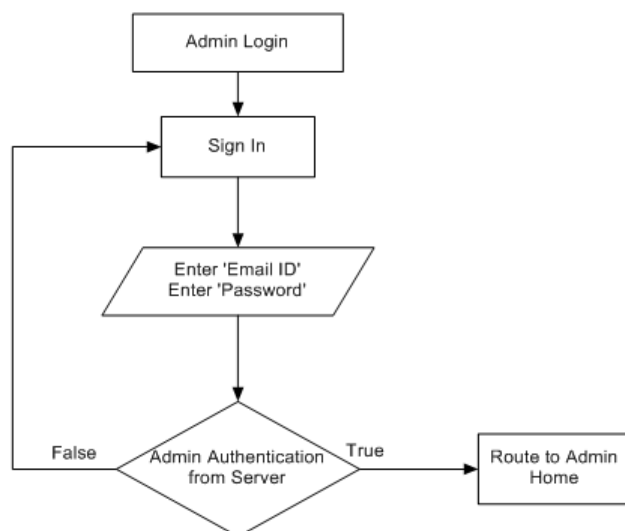 Admin Login
Sign In
Enter 'Email ID'
Enter 'Password'
False
Admin Authentication
from Server
True
Route to Admin
Home